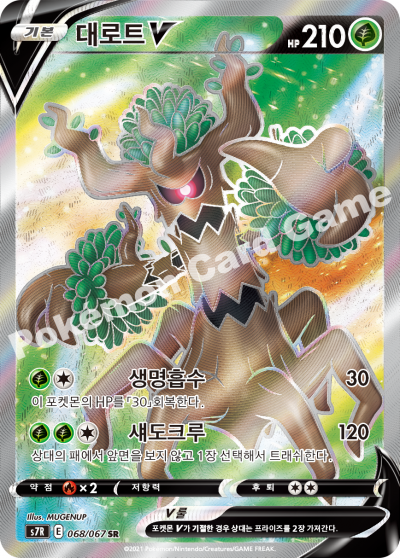 기본 대로트 V HP 210
Pokémon Card Game
생명흡수 30
이 포켓몬의 HP를 「30」회복한다.
섀도크루 120
상대의 패에서 앞면을 보지 않고 1장 선택해서 트래쉬한다.
약점 ×2 저항력 후퇴
V룰
Illus. MUGENUP
포켓몬 V가 기절한 경우 상대는 프라이즈를 2장 가져간다.
s7R E 068/067 SR
©2021 Pokémon/Nintendo/Creatures/GAME FREAK.